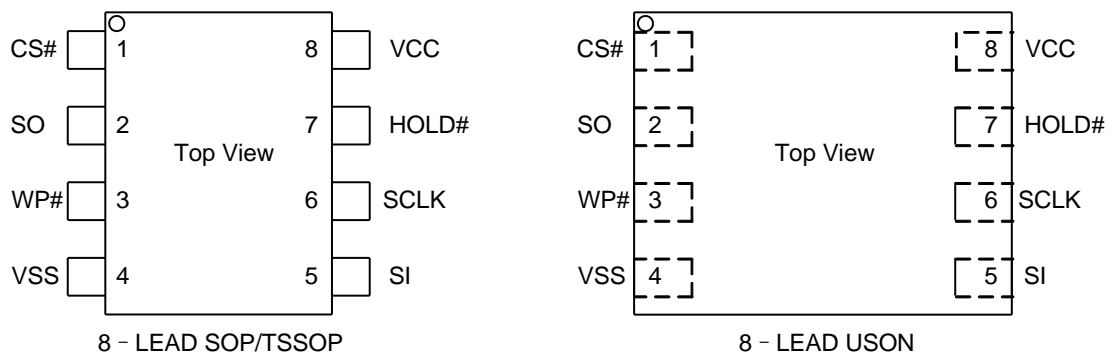 CS# 1 8 VCC
SO 2 7 HOLD#
Top View
WP# 3 6 SCLK
VSS 4 5 SI
8 – LEAD SOP/TSSOP
CS# 1 8 VCC
SO 2 7 HOLD#
Top View
WP# 3 6 SCLK
VSS 4 5 SI
8 – LEAD USON